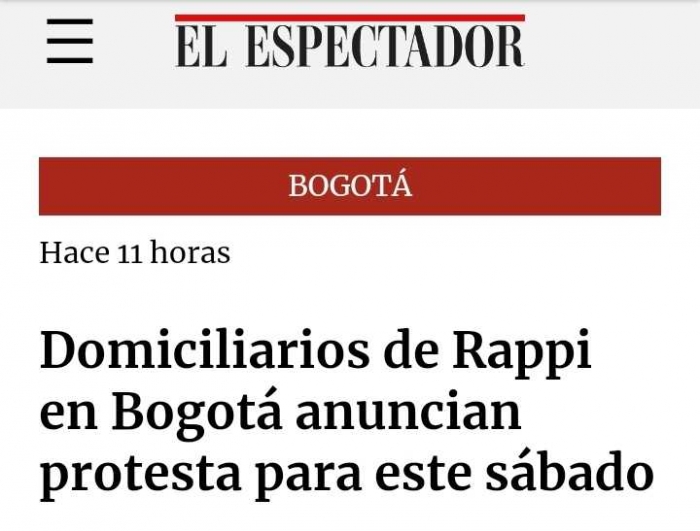 EL ESPECTADOR
BOGOTÁ
Hace 11 horas
Domiciliarios de Rappi
en Bogotá anuncian
protesta para este sábado